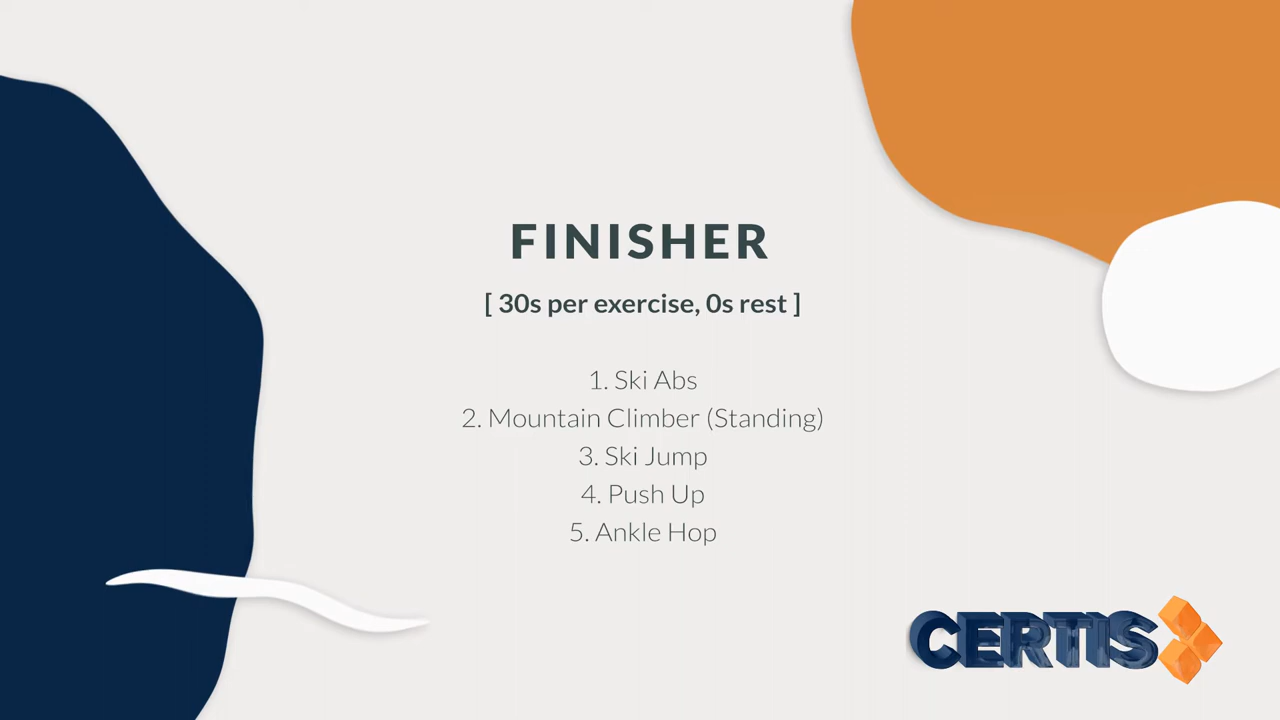 FINISHER
[ 30s per exercise, 0s rest ]
1. Ski Abs
2. Mountain Climber (Standing)
3. Ski Jump
4. Push Up
5. Ankle Hop
CERTIS